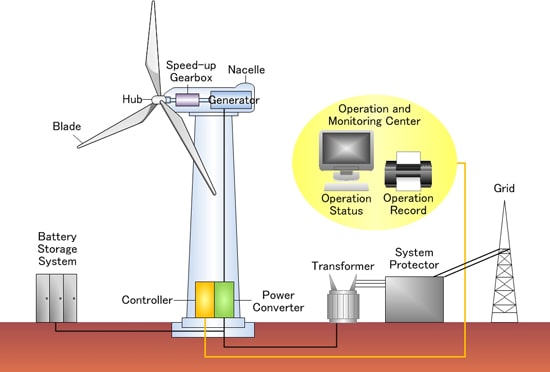 Speed-up
Gearbox
Nacelle
Hub
Generator
Blade
Operation and
Monitoring Center
Operation
Status
Operation
Record
Grid
Battery
Storage
System
Transformer
System
Protector
Controller
Power
Converter